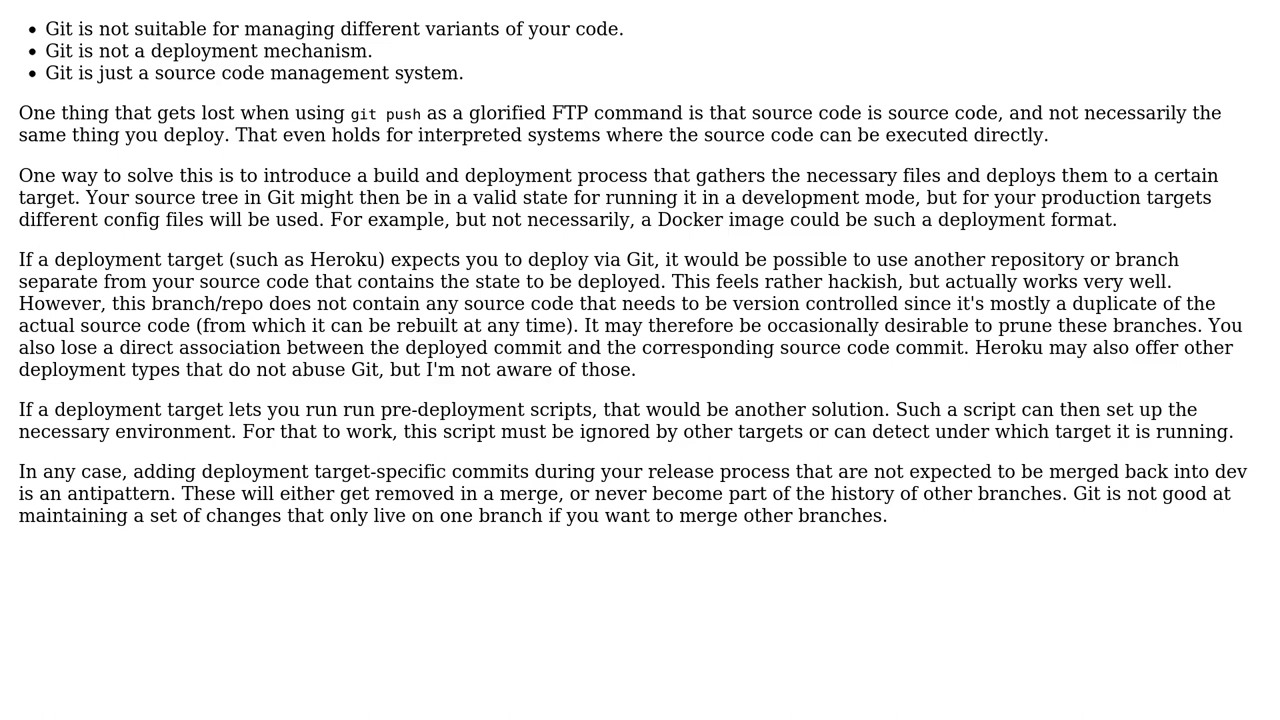 • Git is not suitable for managing different variants of your code.
• Git is not a deployment mechanism.
• Git is just a source code management system.
One thing that gets lost when using git push as a glorified FTP command is that source code is source code, and not necessarily the
same thing you deploy. That even holds for interpreted systems where the source code can be executed directly.
One way to solve this is to introduce a build and deployment process that gathers the necessary files and deploys them to a certain
target. Your source tree in Git might then be in a valid state for running it in a development mode, but for your production targets
different config files will be used. For example, but not necessarily, a Docker image could be such a deployment format.
If a deployment target (such as Heroku) expects you to deploy via Git, it would be possible to use another repository or branch
separate from your source code that contains the state to be deployed. This feels rather hackish, but actually works very well.
However, this branch/repo does not contain any source code that needs to be version controlled since it's mostly a duplicate of the
actual source code (from which it can be rebuilt at any time). It may therefore be occasionally desirable to prune these branches. You
also lose a direct association between the deployed commit and the corresponding source code commit. Heroku may also offer other
deployment types that do not abuse Git, but I'm not aware of those.
If a deployment target lets you run run pre-deployment scripts, that would be another solution. Such a script can then set up the
necessary environment. For that to work, this script must be ignored by other targets or can detect under which target it is running.
In any case, adding deployment target-specific commits during your release process that are not expected to be merged back into dev
is an antipattern. These will either get removed in a merge, or never become part of the history of other branches. Git is not good at
maintaining a set of changes that only live on one branch if you want to merge other branches.